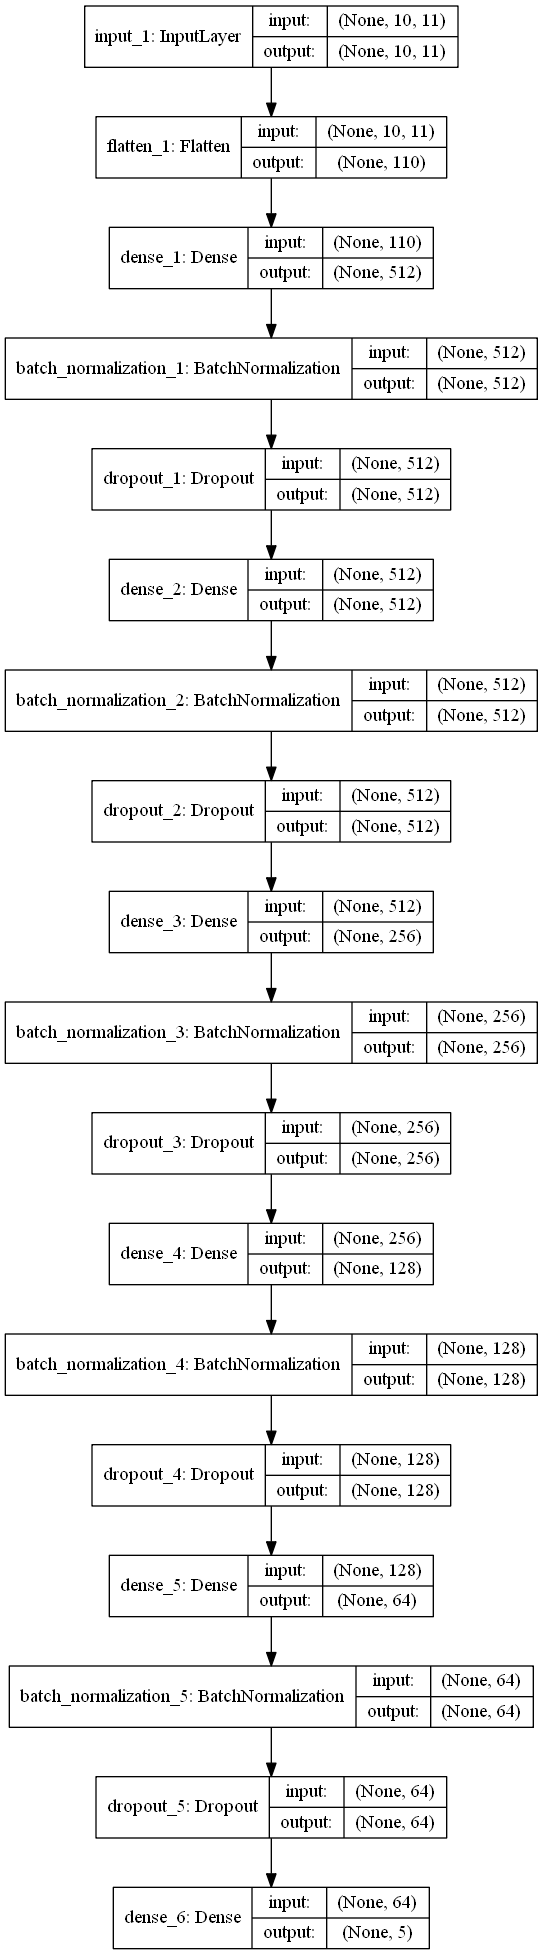 input_1: InputLayer
input: (None, 10, 11)
output: (None, 10, 11)
flatten_1: Flatten
input: (None, 10, 11)
output: (None, 110)
dense_1: Dense
input: (None, 110)
output: (None, 512)
batch_normalization_1: BatchNormalization
input: (None, 512)
output: (None, 512)
dropout_1: Dropout
input: (None, 512)
output: (None, 512)
dense_2: Dense
input: (None, 512)
output: (None, 512)
batch_normalization_2: BatchNormalization
input: (None, 512)
output: (None, 512)
dropout_2: Dropout
input: (None, 512)
output: (None, 512)
dense_3: Dense
input: (None, 512)
output: (None, 256)
batch_normalization_3: BatchNormalization
input: (None, 256)
output: (None, 256)
dropout_3: Dropout
input: (None, 256)
output: (None, 256)
dense_4: Dense
input: (None, 256)
output: (None, 128)
batch_normalization_4: BatchNormalization
input: (None, 128)
output: (None, 128)
dropout_4: Dropout
input: (None, 128)
output: (None, 128)
dense_5: Dense
input: (None, 128)
output: (None, 64)
batch_normalization_5: BatchNormalization
input: (None, 64)
output: (None, 64)
dropout_5: Dropout
input: (None, 64)
output: (None, 64)
dense_6: Dense
input: (None, 64)
output: (None, 5)